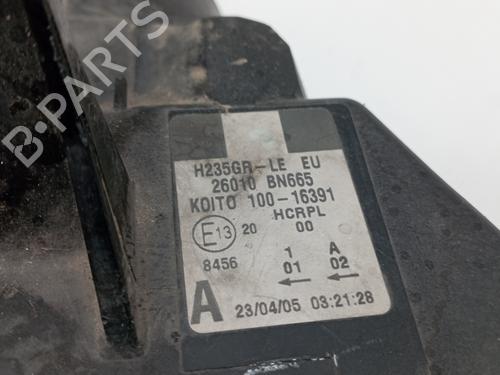 B-PARTS
H235GR-LE EU
26010 BN665
KOITO 100-16391
HCRPL
E13 20 00
8456 1 A
01 ← 02 ←
A 23/04/05 03:21:28